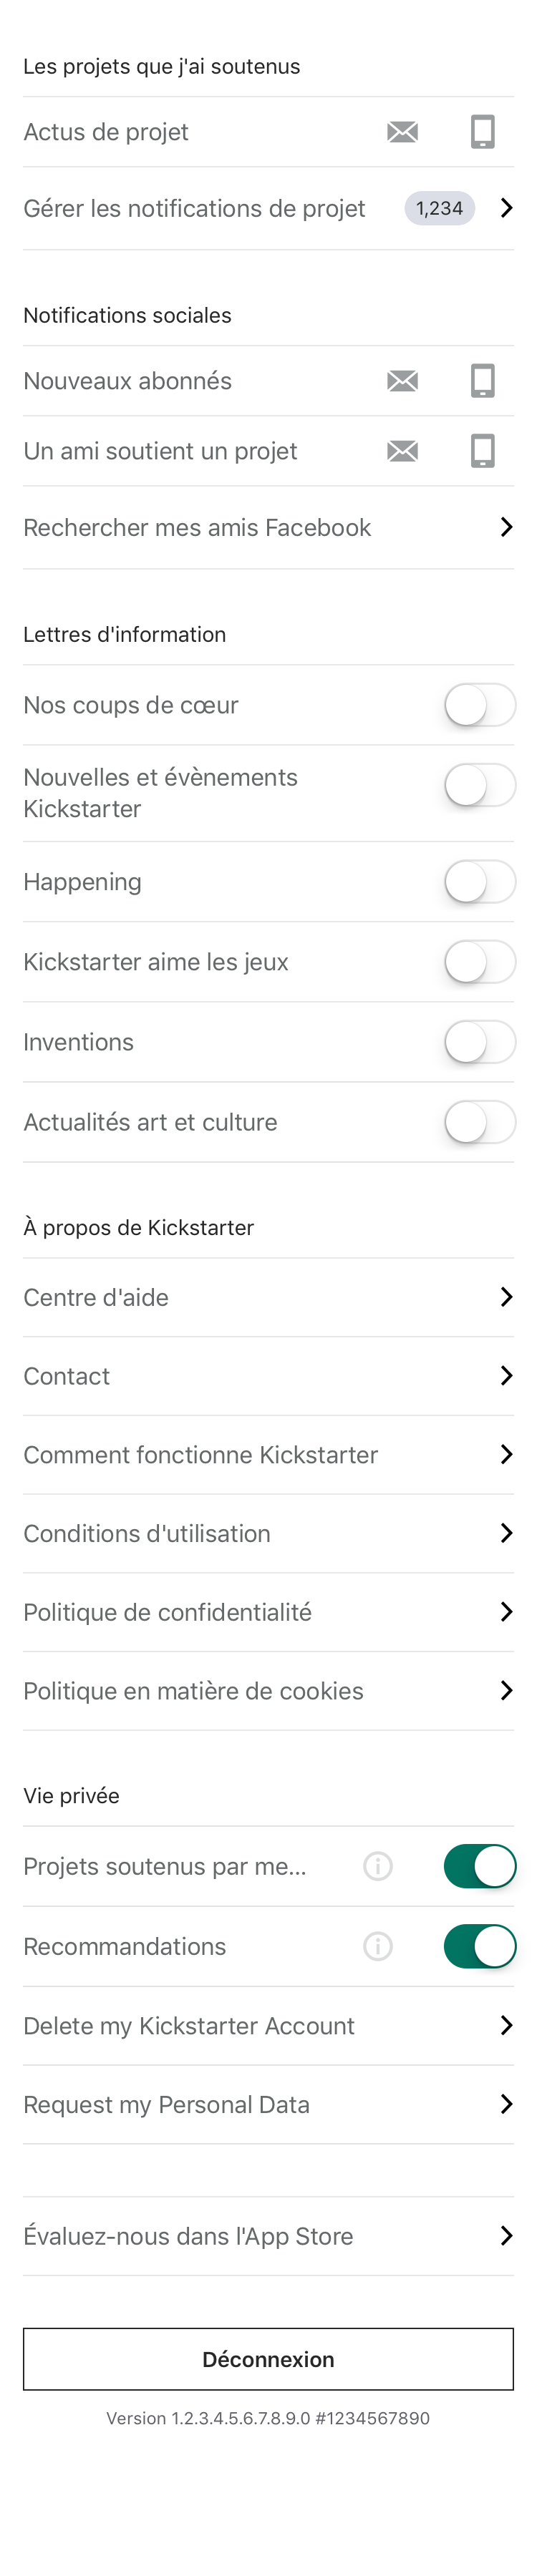 Les projets que j'ai soutenus
Actus de projet
Gérer les notifications de projet 1,234
Notifications sociales
Nouveaux abonnés
Un ami soutient un projet
Rechercher mes amis Facebook
Lettres d'information
Nos coups de cœur
Nouvelles et évènements
Kickstarter
Happening
Kickstarter aime les jeux
Inventions
Actualités art et culture
À propos de Kickstarter
Centre d'aide
Contact
Comment fonctionne Kickstarter
Conditions d'utilisation
Politique de confidentialité
Politique en matière de cookies
Vie privée
Projets soutenus par me...
Recommandations
Delete my Kickstarter Account
Request my Personal Data
Évaluez-nous dans l'App Store
Déconnexion
Version 1.2.3.4.5.6.7.8.9.0 #1234567890